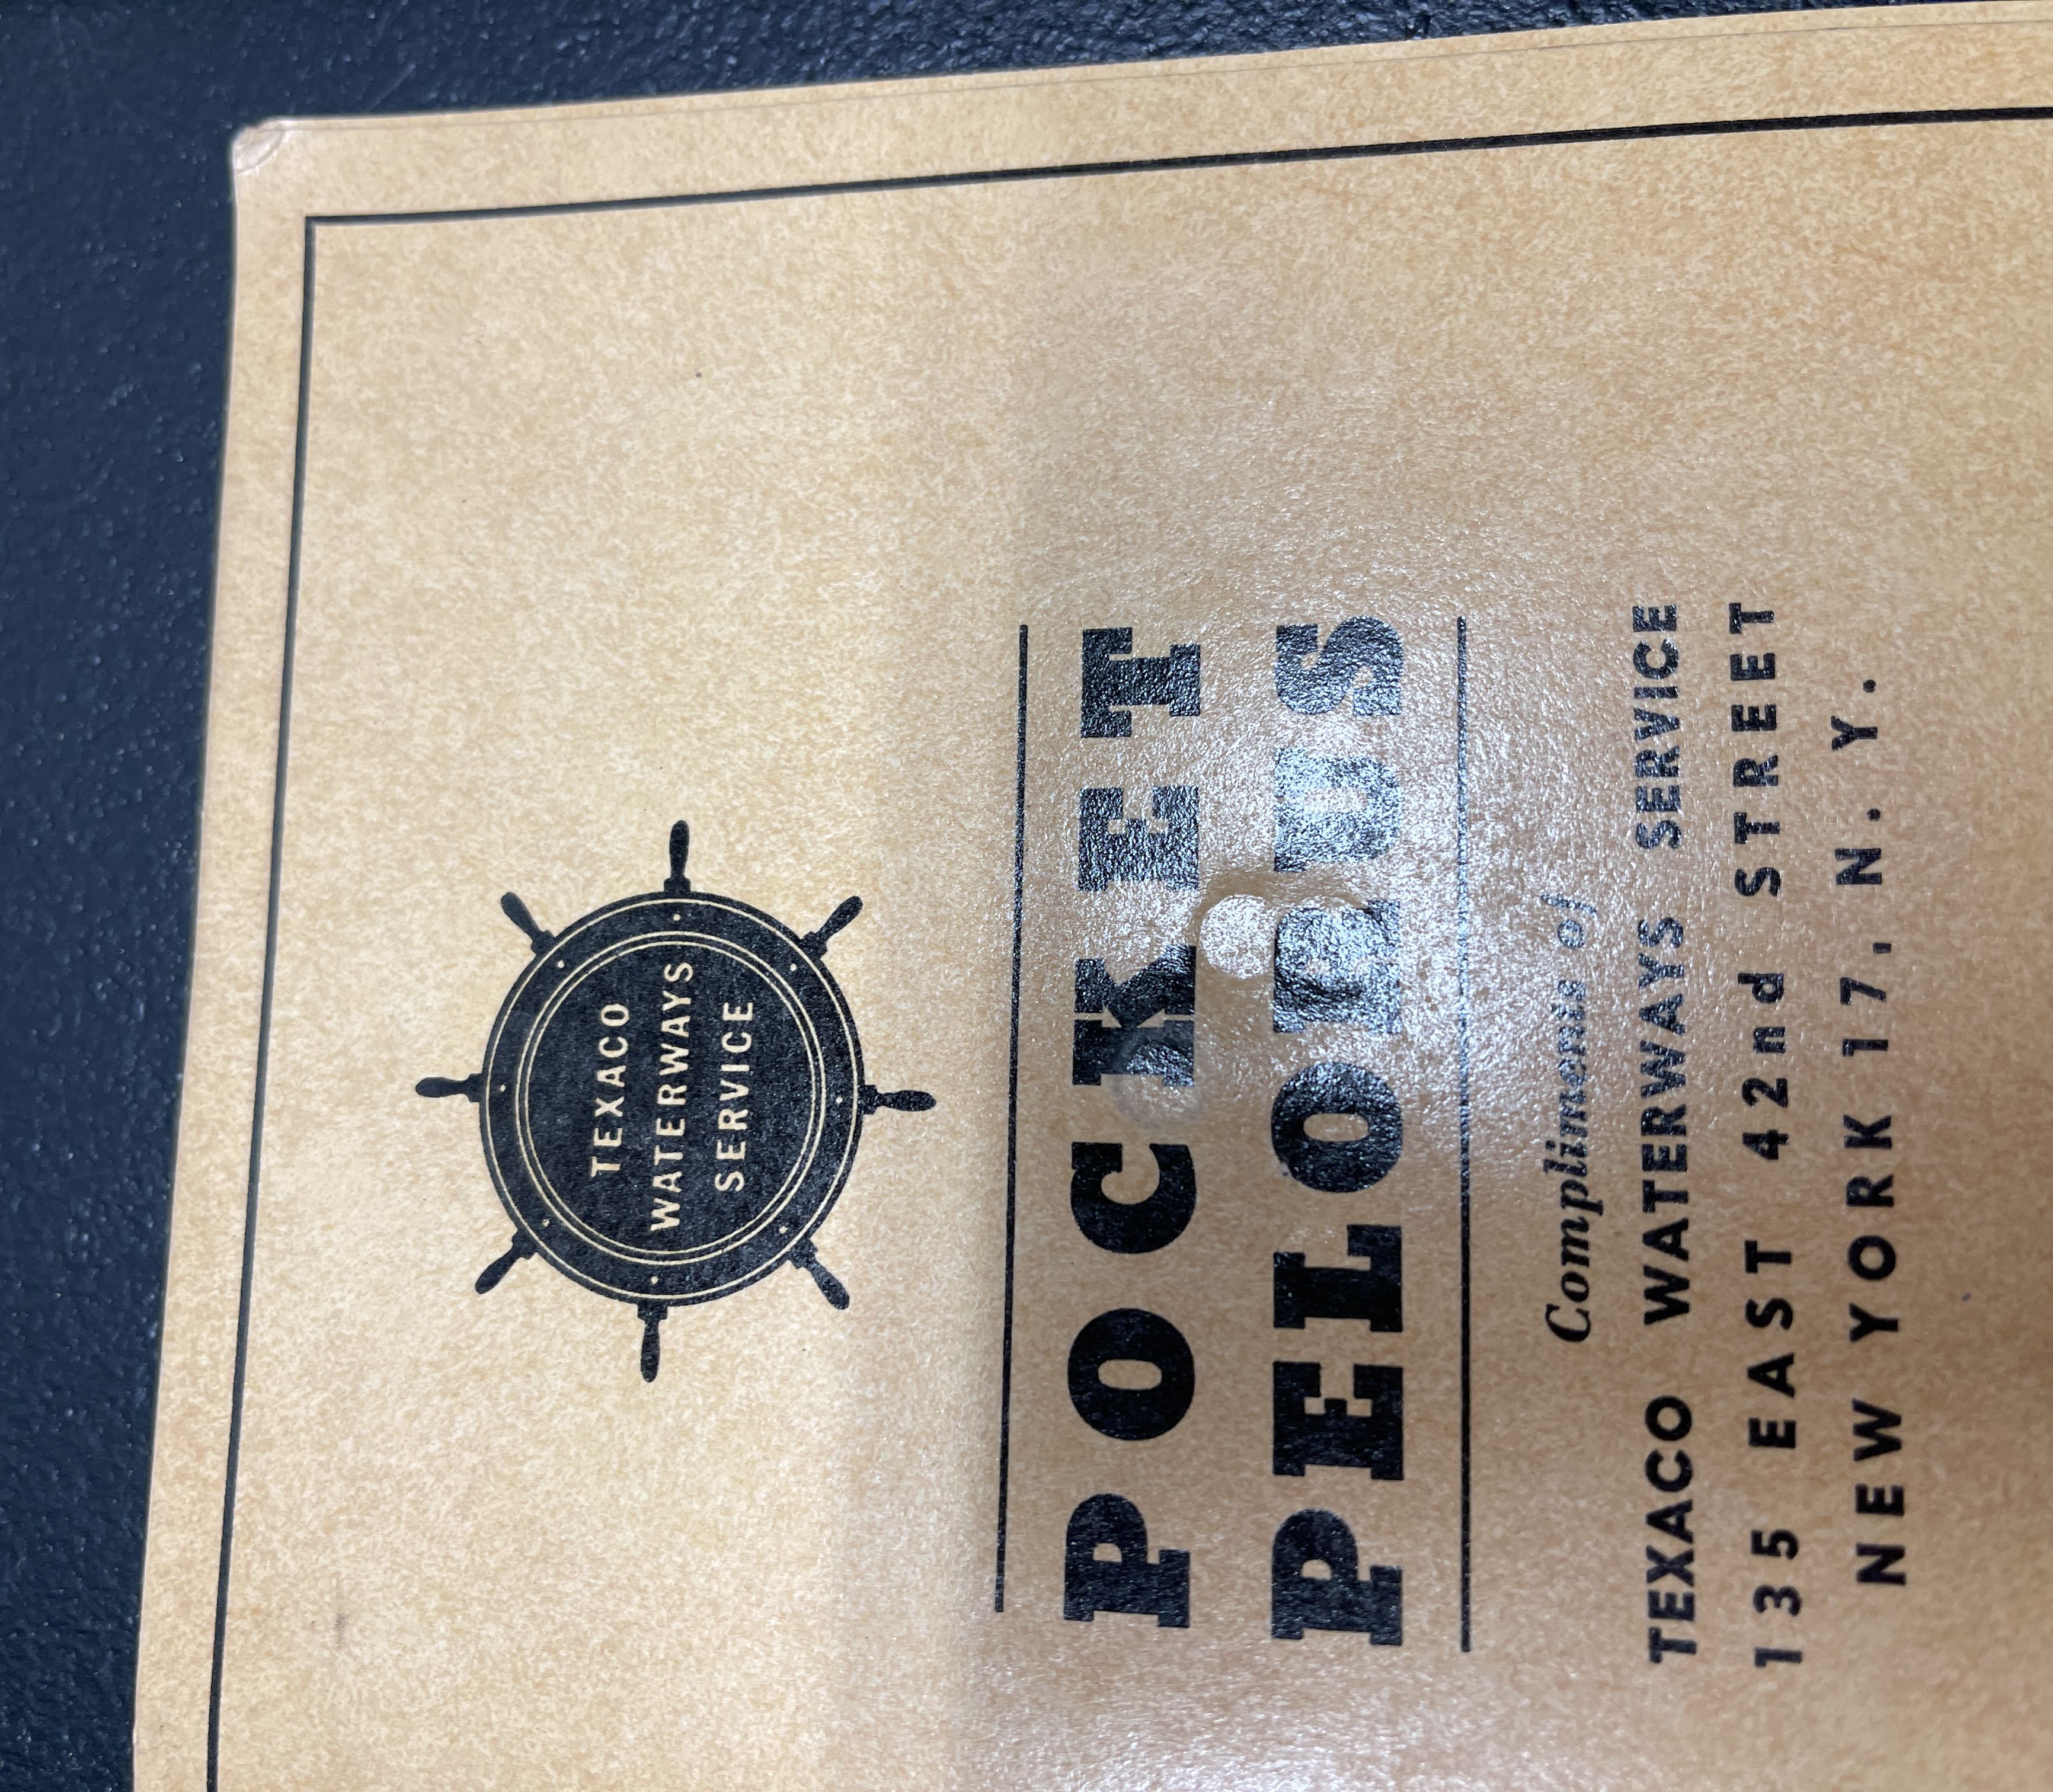 TEXACO
WATERWAYS
SERVICE
POCKET
PELORUS
Compliments of
TEXACO WATERWAYS SERVICE
135 EAST 42nd STREET
NEW YORK 17, N. Y.